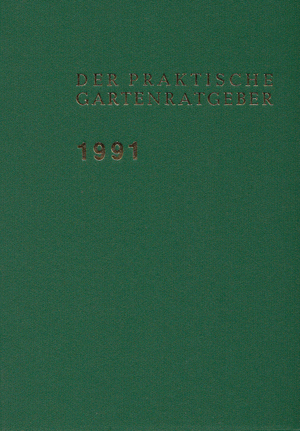 DER PRAKTISCHE
GARTENRATGEBER
1991